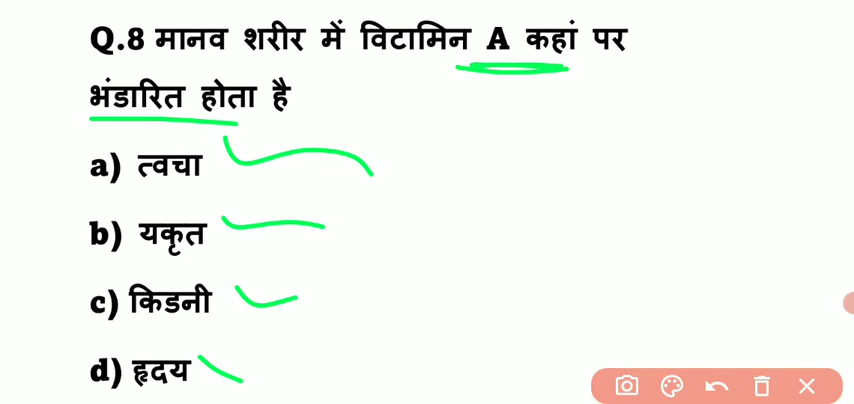 Q.8 मानव शरीर में विटामिन A कहां पर
भंडारित होता है
a) त्वचा
b) यकृत
c) किडनी
d) हृदय